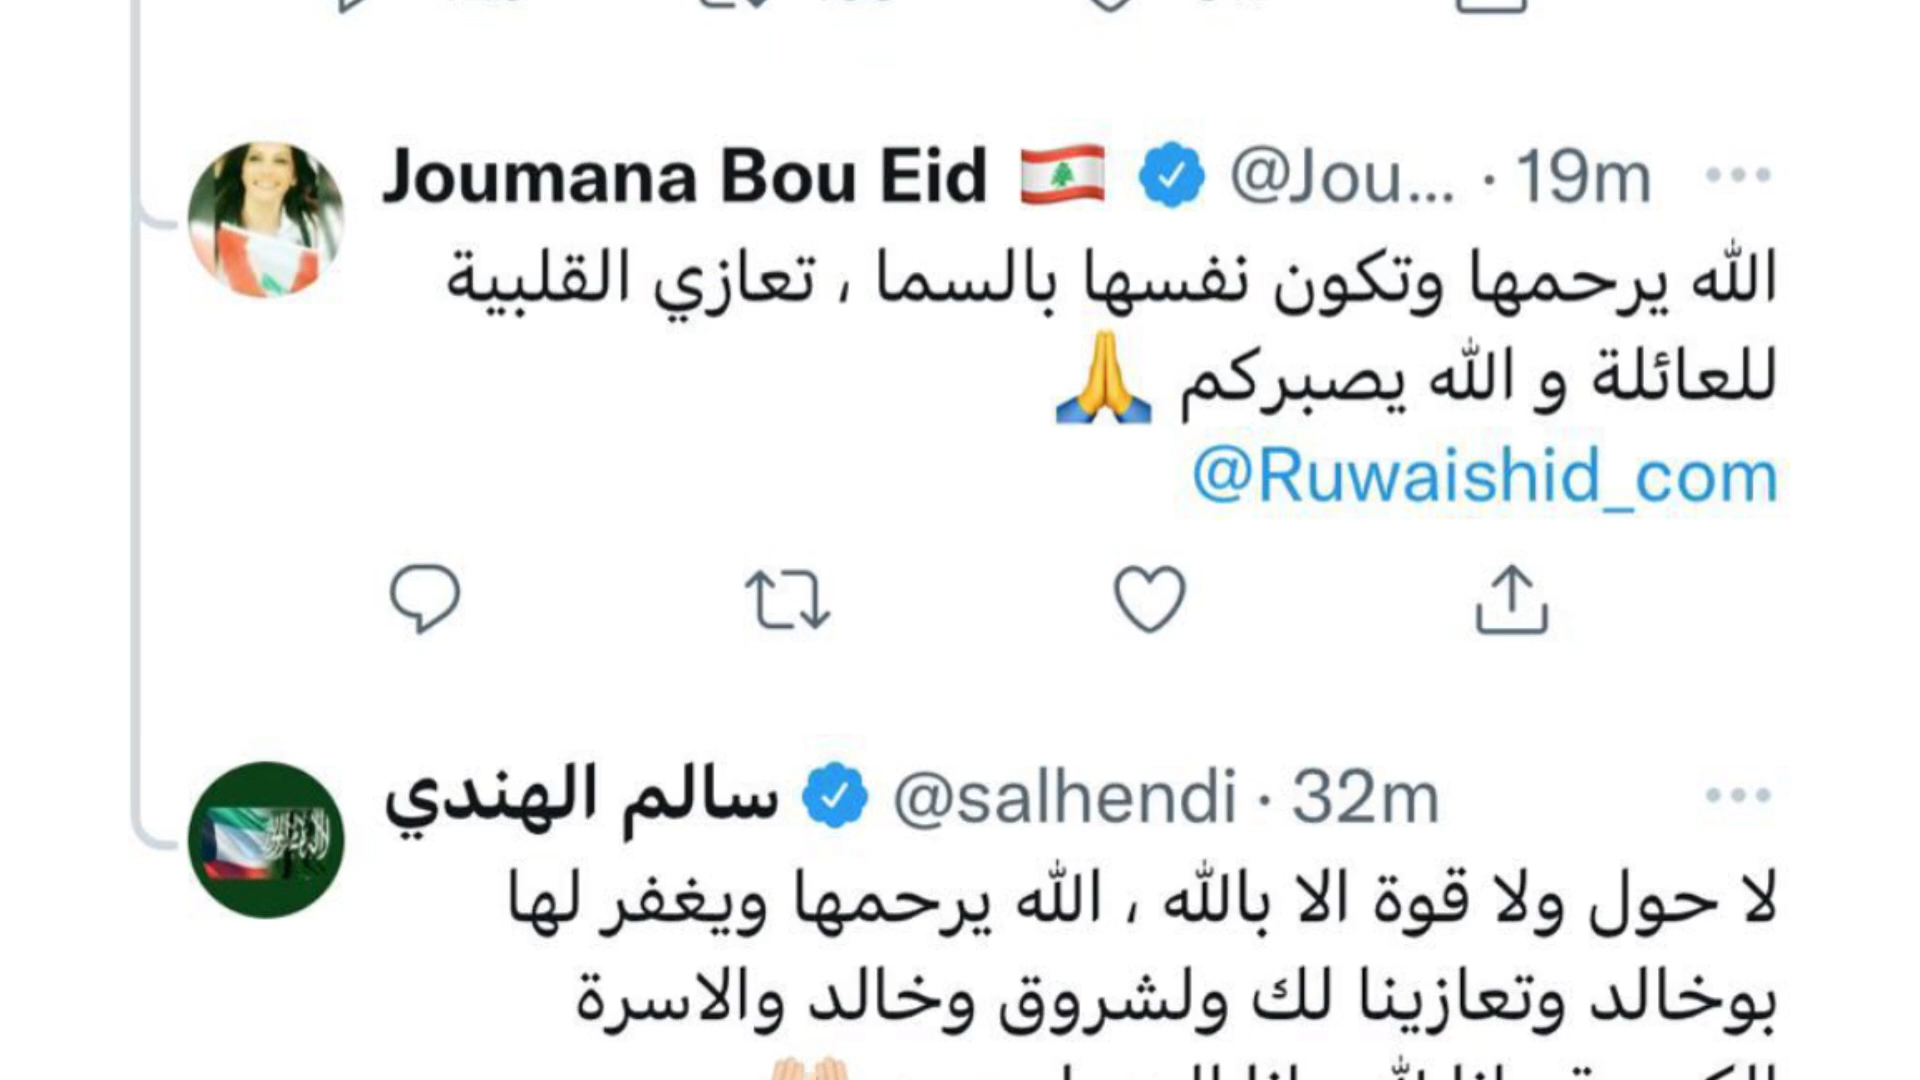 Joumana Bou Eid 🇱🇧 @Jou... · 19m
الله يرحمها وتكون نفسها بالسما ، تعازي القلبية
للعائلة و الله يصبركم 🙏
@Ruwaishid_com
سالم الهندي @salhendi · 32m
لا حول ولا قوة الا بالله ، الله يرحمها ويغفر لها
بوخالد وتعازينا لك ولشروق وخالد والاسرة